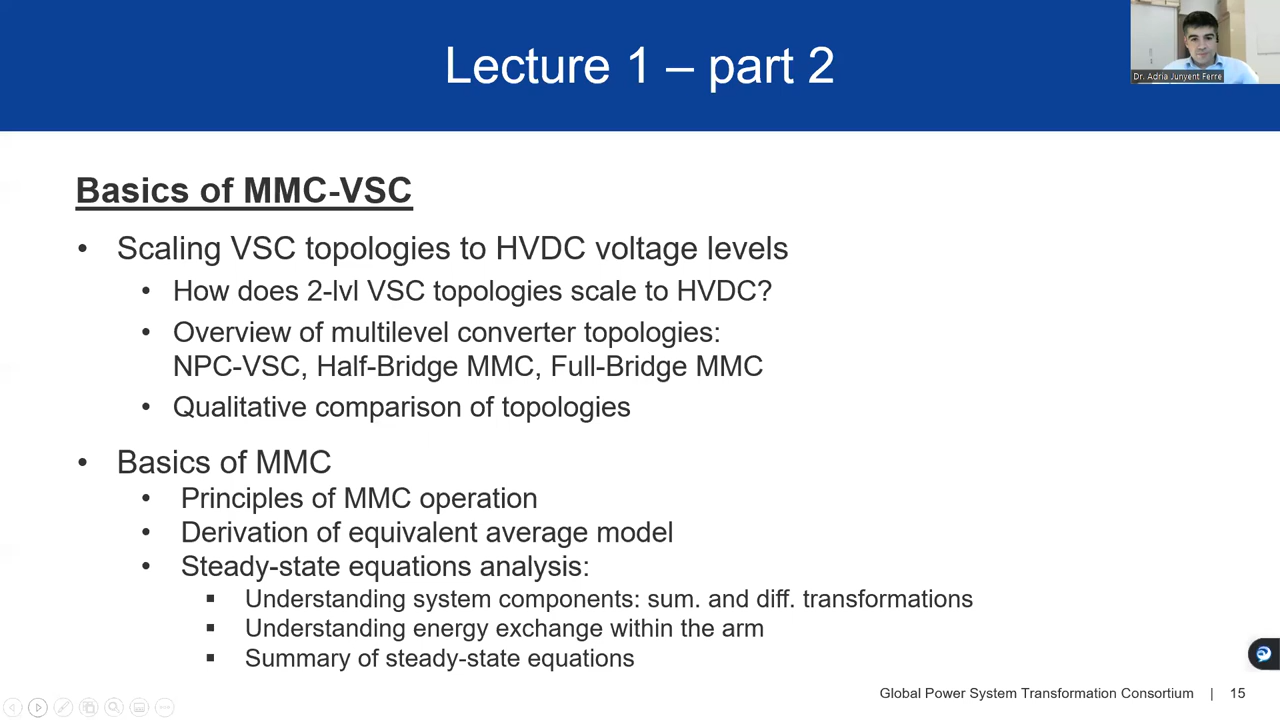 Lecture 1 – part 2
Dr. Adria Junyent Ferre
Basics of MMC-VSC
• Scaling VSC topologies to HVDC voltage levels
• How does 2-lvl VSC topologies scale to HVDC?
• Overview of multilevel converter topologies:
NPC-VSC, Half-Bridge MMC, Full-Bridge MMC
• Qualitative comparison of topologies
• Basics of MMC
• Principles of MMC operation
• Derivation of equivalent average model
• Steady-state equations analysis:
▪ Understanding system components: sum. and diff. transformations
▪ Understanding energy exchange within the arm
▪ Summary of steady-state equations
Global Power System Transformation Consortium | 15